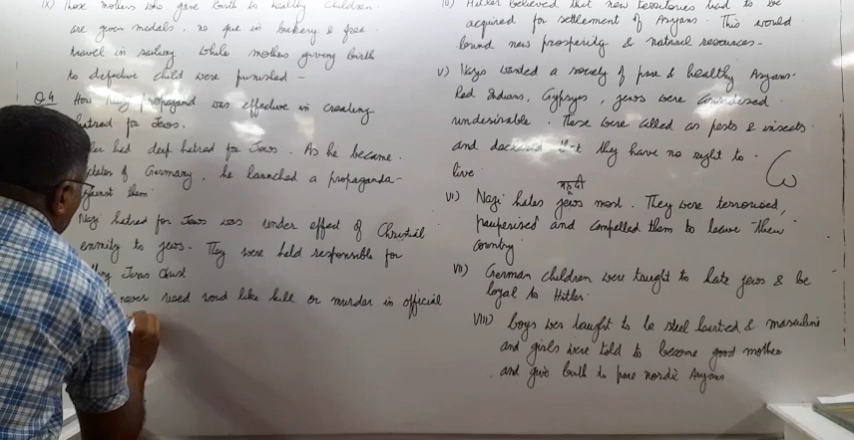 ix) Those mothers who gave birth to healthy children
are given medals, no que in bakery & free
travel in railway while mothers giving birth
to defective child were punished -
Q.4 How Nazi propagand was effective in creating
hatred for Jews.
had deep hatred for Jews. As he became
of Germany, he launched a propaganda
against them
Nazi hatred for Jews was under effect of
enmity to Jews. They were held responsible for
Jesus Christ
never used word like kill or murder in official
iv) Hitler believed that new territories had to be
acquired for settlement of Aryans. This would
new prosperity & resources.
v) Nazis wanted a society of pure & healthy Aryans.
Red Indians, Gypsyes, Jews were
undesirable. These were called as pests & insects
and they have no right to
live
यहूदी
vi) Nazi hates Jews most. They were terrorised,
pauperised and compelled them to leave their
country
vii) German children were taught to hate Jews & be
loyal to Hitler.
viii) boys were taught to be steel hearted & masculine
and girls were told to become good mother
and give birth to pure nordic Aryans